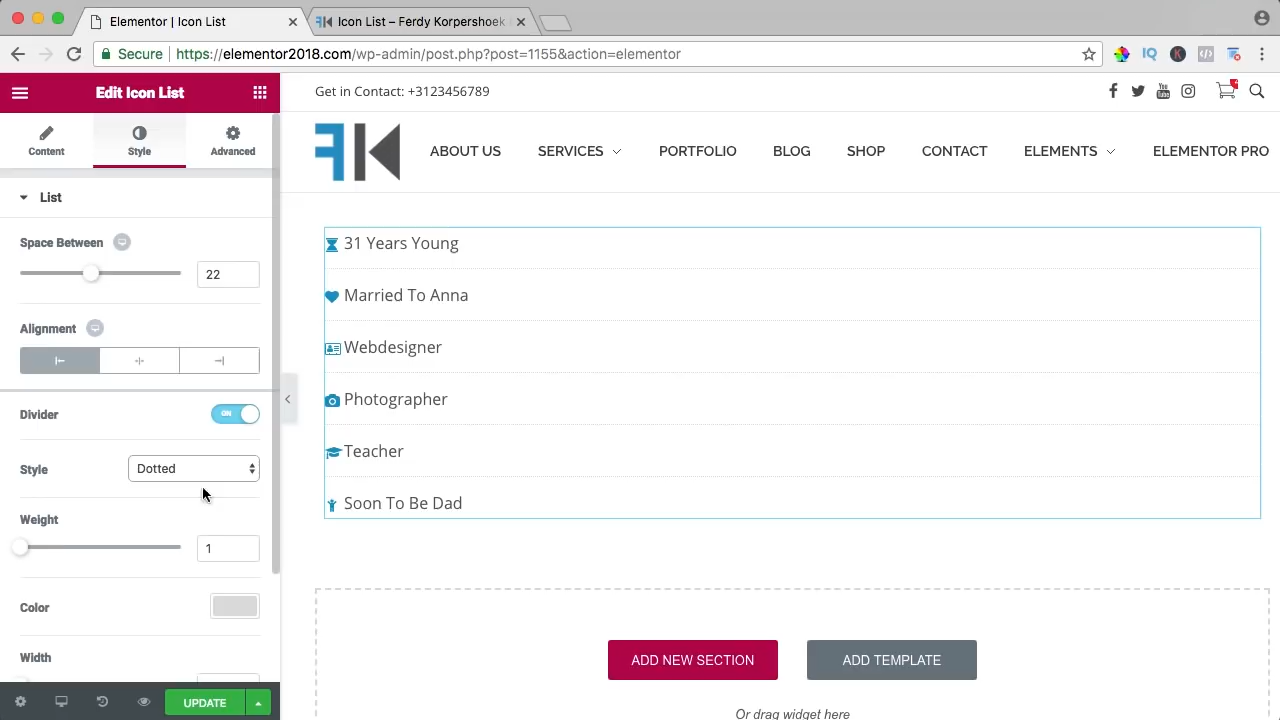 Elementor | Icon List
Icon List – Ferdy Korpershoek
Secure
https://elementor2018.com/wp-admin/post.php?post=1155&action=elementor
Edit Icon List
Content
Style
Advanced
List
Space Between
22
Alignment
Divider
ON
Style
Dotted
Weight
1
Color
Width
UPDATE
Get in Contact: +3123456789
FK
ABOUT US
SERVICES
PORTFOLIO
BLOG
SHOP
CONTACT
ELEMENTS
ELEMENTOR PRO
31 Years Young
Married To Anna
Webdesigner
Photographer
Teacher
Soon To Be Dad
ADD NEW SECTION
ADD TEMPLATE
Or drag widget here